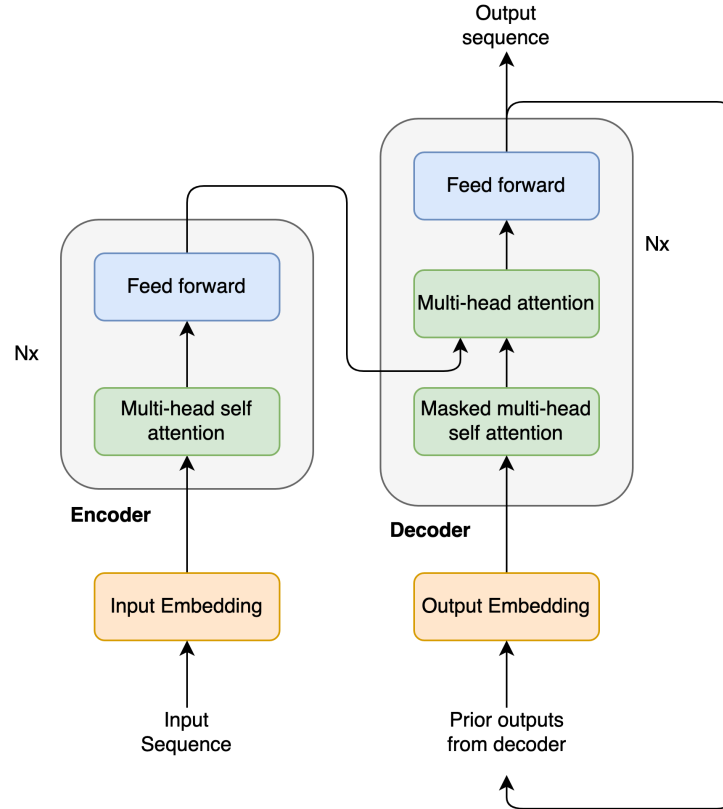 Output
sequence
Feed forward
Nx
Multi-head attention
Masked multi-head
self attention
Decoder
Output Embedding
Prior outputs
from decoder
Feed forward
Nx
Multi-head self
attention
Encoder
Input Embedding
Input
Sequence